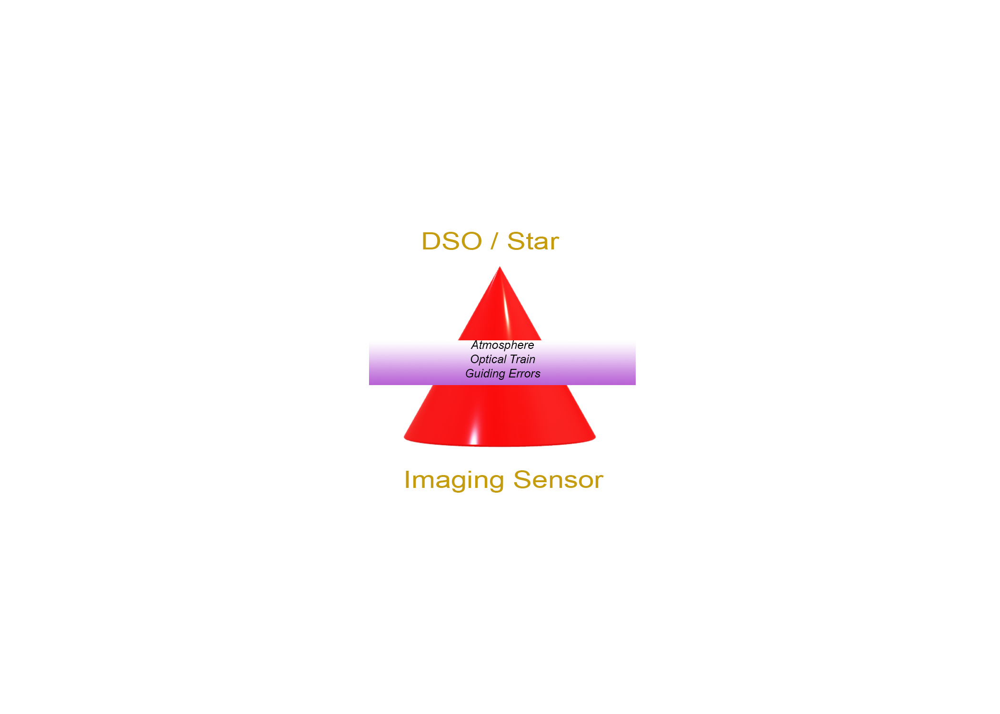 DSO / Star
Atmosphere
Optical Train
Guiding Errors
Imaging Sensor